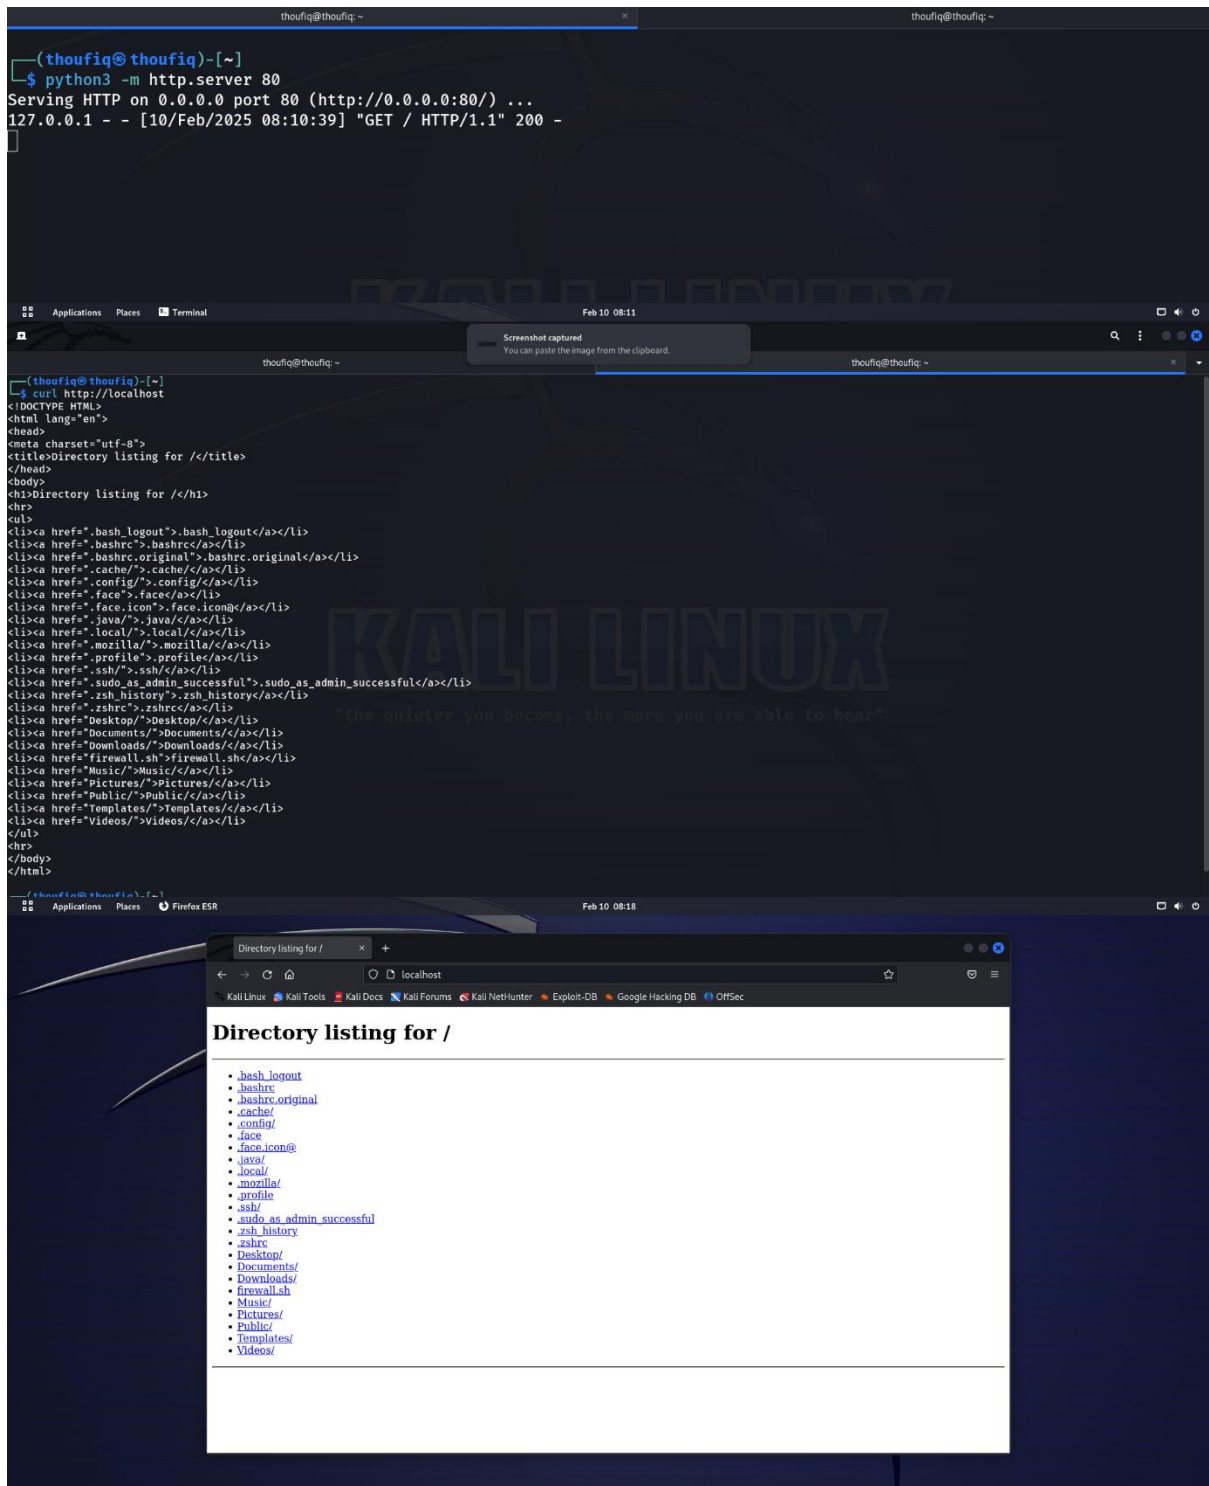 thoufiq@thoufiq: ~ × thoufiq@thoufiq: ~
┌──(thoufiq㉿thoufiq)-[~]
└─$ python3 -m http.server 80
Serving HTTP on 0.0.0.0 port 80 (http://0.0.0.0:80/) ...
127.0.0.1 - - [10/Feb/2025 08:10:39] "GET / HTTP/1.1" 200 -
KALI LINUX
Applications Places Terminal Feb 10 08:11
Screenshot captured
You can paste the image from the clipboard.
thoufiq@thoufiq: ~ thoufiq@thoufiq: ~ ×
┌──(thoufiq㉿thoufiq)-[~]
└─$ curl http://localhost
<!DOCTYPE HTML>
<html lang="en">
<head>
<meta charset="utf-8">
<title>Directory listing for /</title>
</head>
<body>
<h1>Directory listing for /</h1>
<hr>
<ul>
<li><a href=".bash_logout">.bash_logout</a></li>
<li><a href=".bashrc">.bashrc</a></li>
<li><a href=".bashrc.original">.bashrc.original</a></li>
<li><a href=".cache/">.cache/</a></li>
<li><a href=".config/">.config/</a></li>
<li><a href=".face">.face</a></li>
<li><a href=".face.icon">.face.icon@</a></li>
<li><a href=".java/">.java/</a></li>
<li><a href=".local/">.local/</a></li>
<li><a href=".mozilla/">.mozilla/</a></li>
<li><a href=".profile">.profile</a></li>
<li><a href=".ssh/">.ssh/</a></li>
<li><a href=".sudo_as_admin_successful">.sudo_as_admin_successful</a></li>
<li><a href=".zsh_history">.zsh_history</a></li>
<li><a href=".zshrc">.zshrc</a></li>
<li><a href="Desktop/">Desktop/</a></li>
<li><a href="Documents/">Documents/</a></li>
<li><a href="Downloads/">Downloads/</a></li>
<li><a href="firewall.sh">firewall.sh</a></li>
<li><a href="Music/">Music/</a></li>
<li><a href="Pictures/">Pictures/</a></li>
<li><a href="Public/">Public/</a></li>
<li><a href="Templates/">Templates/</a></li>
<li><a href="Videos/">Videos/</a></li>
</ul>
<hr>
</body>
</html>
KALI LINUX
"the quieter you become, the more you are able to hear"
┌──(thoufiq㉿thoufiq)-[~]
Applications Places Firefox ESR Feb 10 08:18
Directory listing for / × +
localhost
Kali Linux Kali Tools Kali Docs Kali Forums Kali NetHunter Exploit-DB Google Hacking DB OffSec
Directory listing for /
• .bash_logout
• .bashrc
• .bashrc.original
• .cache/
• .config/
• .face
• .face.icon@
• .java/
• .local/
• .mozilla/
• .profile
• .ssh/
• .sudo_as_admin_successful
• .zsh_history
• .zshrc
• Desktop/
• Documents/
• Downloads/
• firewall.sh
• Music/
• Pictures/
• Public/
• Templates/
• Videos/